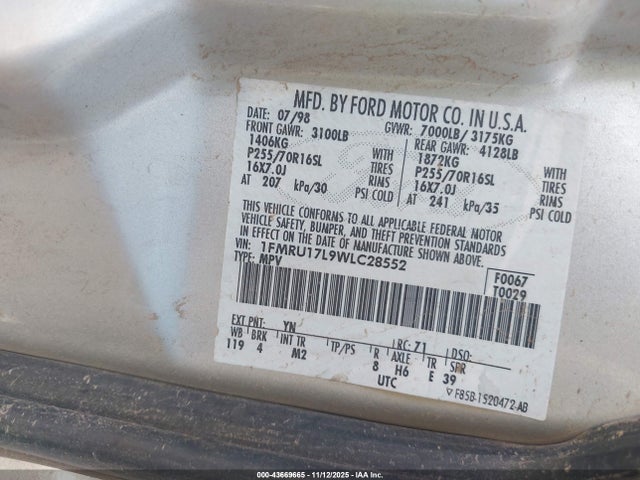 MFD. BY FORD MOTOR CO. IN U.S.A.
DATE: 07/98 GVWR: 7000LB/ 3175KG
FRONT GAWR: 3100LB REAR GAWR: 4128LB
1406KG WITH 1872KG WITH
P255/70R16SL TIRES P255/70R16SL TIRES
16X7.0J RIMS 16X7.0J RIMS
AT 207 kPa/30 PSI COLD AT 241 kPa/35 PSI COLD
THIS VEHICLE CONFORMS TO ALL APPLICABLE FEDERAL MOTOR
VEHICLE SAFETY, BUMPER, AND THEFT PREVENTION STANDARDS
IN EFFECT ON THE DATE OF MANUFACTURE SHOWN ABOVE.
VIN: 1FMRU17L9WLC28552
TYPE: MPV
F0067
T0029
EXT PNT: YN RC: 71 DSO:
WB BRK INT TR TP/PS R AXLE TR SPR
119 4 M2 8 H6 E 39
UTC
F85B-1520472-AB
000-43669665 - 11/12/2025 - IAA Inc.